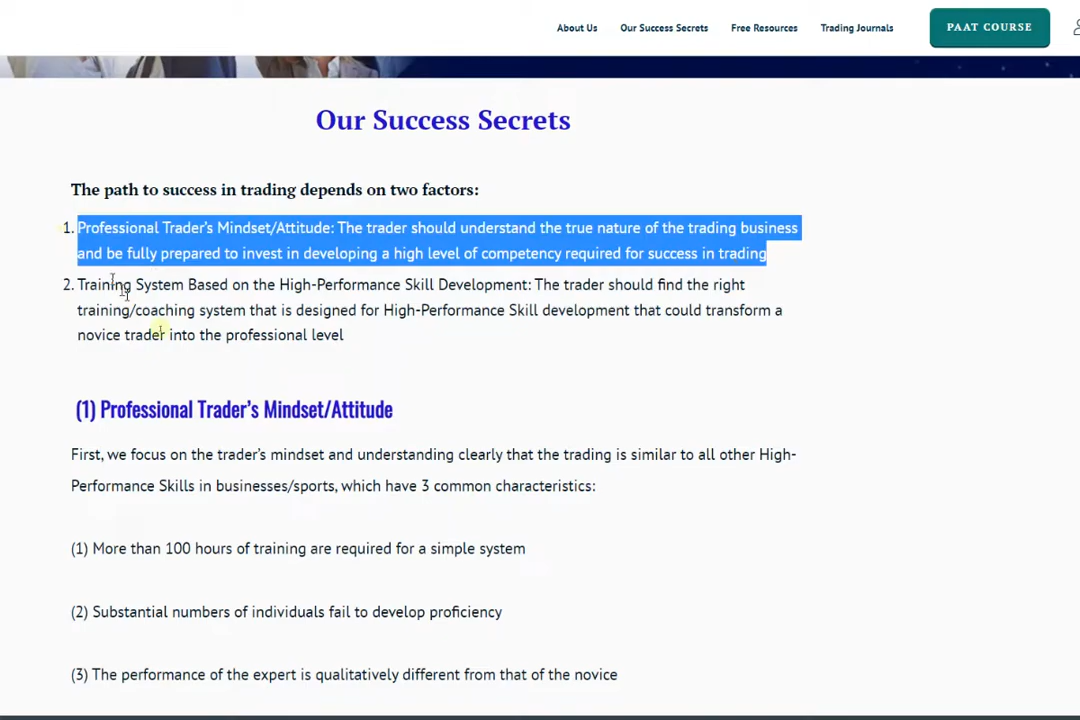 About Us Our Success Secrets Free Resources Trading Journals PAAT COURSE
Our Success Secrets
The path to success in trading depends on two factors:
1. Professional Trader's Mindset/Attitude: The trader should understand the true nature of the trading business
and be fully prepared to invest in developing a high level of competency required for success in trading
2. Training System Based on the High-Performance Skill Development: The trader should find the right
training/coaching system that is designed for High-Performance Skill development that could transform a
novice trader into the professional level
(1) Professional Trader's Mindset/Attitude
First, we focus on the trader's mindset and understanding clearly that the trading is similar to all other High-
Performance Skills in businesses/sports, which have 3 common characteristics:
(1) More than 100 hours of training are required for a simple system
(2) Substantial numbers of individuals fail to develop proficiency
(3) The performance of the expert is qualitatively different from that of the novice